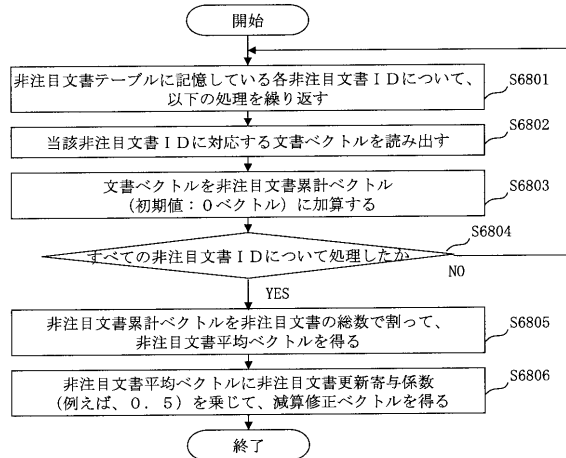 開始
非注目文書テーブルに記憶している各非注目文書IDについて、
以下の処理を繰り返す
S6801
当該非注目文書IDに対応する文書ベクトルを読み出す
S6802
文書ベクトルを非注目文書累計ベクトル
(初期値:0ベクトル)に加算する
S6803
すべての非注目文書IDについて処理したか
S6804
NO
YES
非注目文書累計ベクトルを非注目文書の総数で割って、
非注目文書平均ベクトルを得る
S6805
非注目文書平均ベクトルに非注目文書更新寄与係数
(例えば、0.5)を乗じて、減算修正ベクトルを得る
S6806
終了